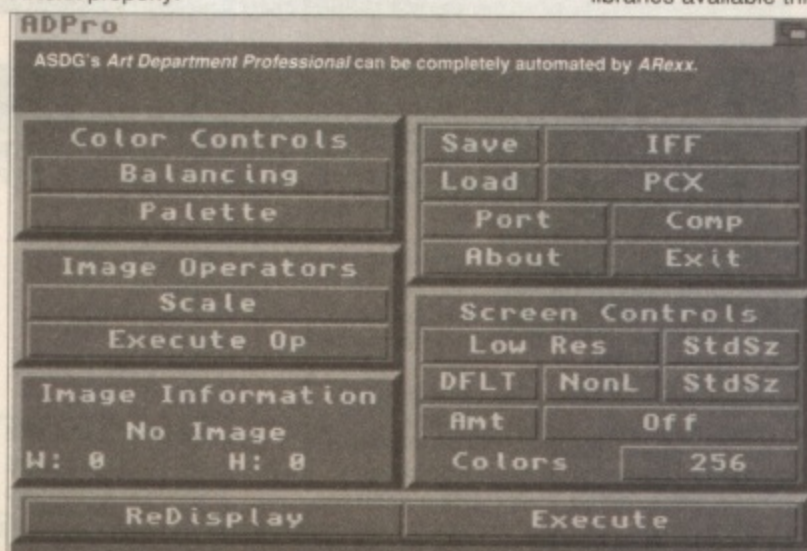 ADPro
ASDG's Art Department Professional can be completely automated by ARexx.
Color Controls
Balancing
Palette
Image Operators
Scale
Execute Op
Image Information
No Image
W: 0 H: 0
Save IFF
Load PCX
Port Comp
About Exit
Screen Controls
Low Res StdSz
DFLT NonL StdSz
Amt Off
Colors 256
ReDisplay Execute